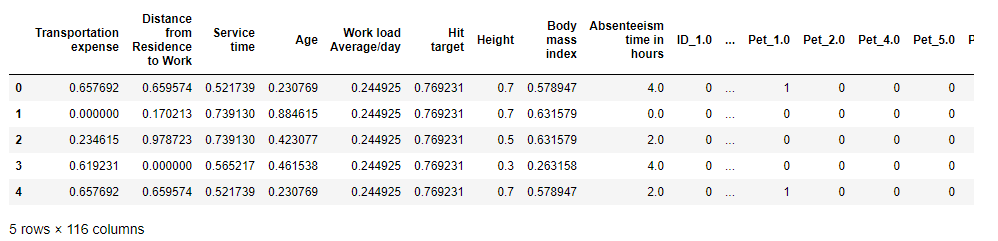 Transportation expense Distance from Residence to Work Service time Age Work load Average/day Hit target Height Body mass index Absenteeism time in hours ID_1.0 ... Pet_1.0 Pet_2.0 Pet_4.0 Pet_5.0 P
0 0.657692 0.659574 0.521739 0.230769 0.244925 0.769231 0.7 0.578947 4.0 0 ... 1 0 0 0
1 0.000000 0.170213 0.739130 0.884615 0.244925 0.769231 0.7 0.631579 0.0 0 ... 0 0 0 0
2 0.234615 0.978723 0.739130 0.423077 0.244925 0.769231 0.5 0.631579 2.0 0 ... 0 0 0 0
3 0.619231 0.000000 0.565217 0.461538 0.244925 0.769231 0.3 0.263158 4.0 0 ... 0 0 0 0
4 0.657692 0.659574 0.521739 0.230769 0.244925 0.769231 0.7 0.578947 2.0 0 ... 1 0 0 0
5 rows × 116 columns